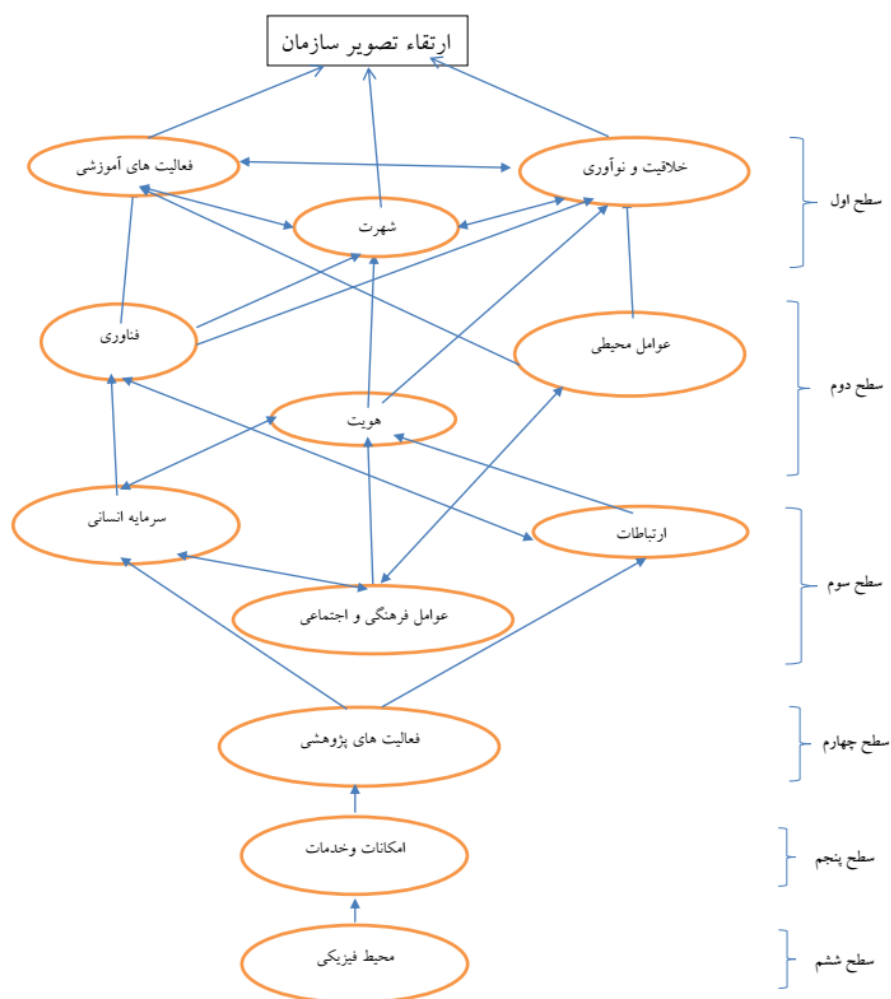 ارتقاء تصویر سازمان
خلاقیت و نوآوری
فعالیت های آموزشی
شهرت
سطح اول
عوامل محیطی
فناوری
هویت
سطح دوم
سرمایه انسانی
ارتباطات
عوامل فرهنگی و اجتماعی
سطح سوم
فعالیت های پژوهشی
سطح چهارم
امکانات وخدمات
سطح پنجم
محیط فیزیکی
سطح ششم